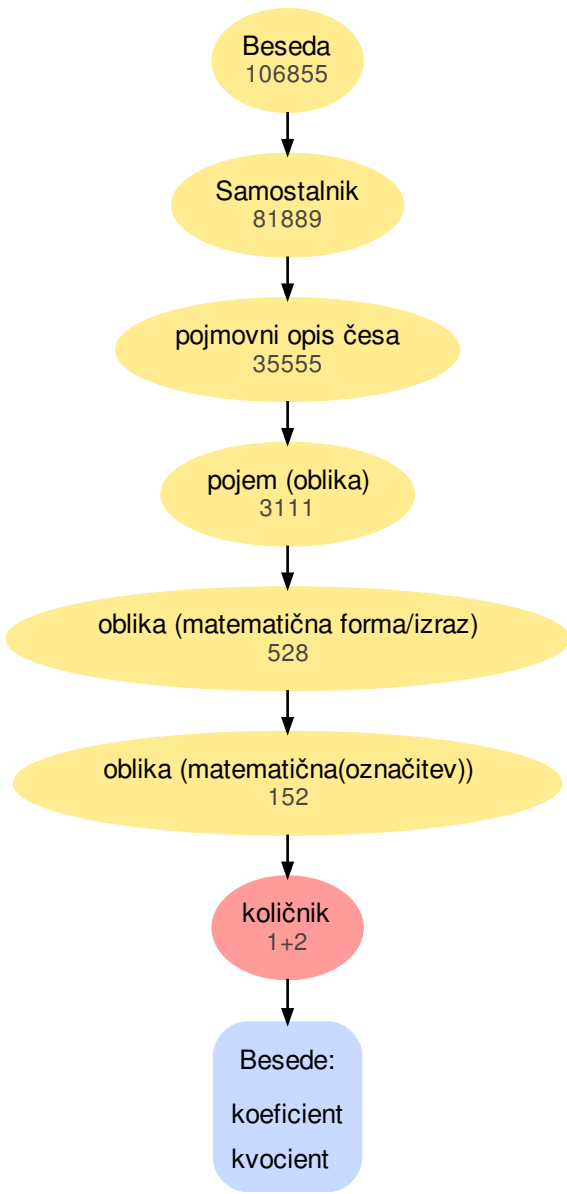 Beseda
106855
Samostalnik
81889
pojmovni opis česa
35555
pojem (oblika)
3111
oblika (matematična forma/izraz)
528
oblika (matematična(označitev))
152
količnik
1+2
Besede:
koeficient
kvocient